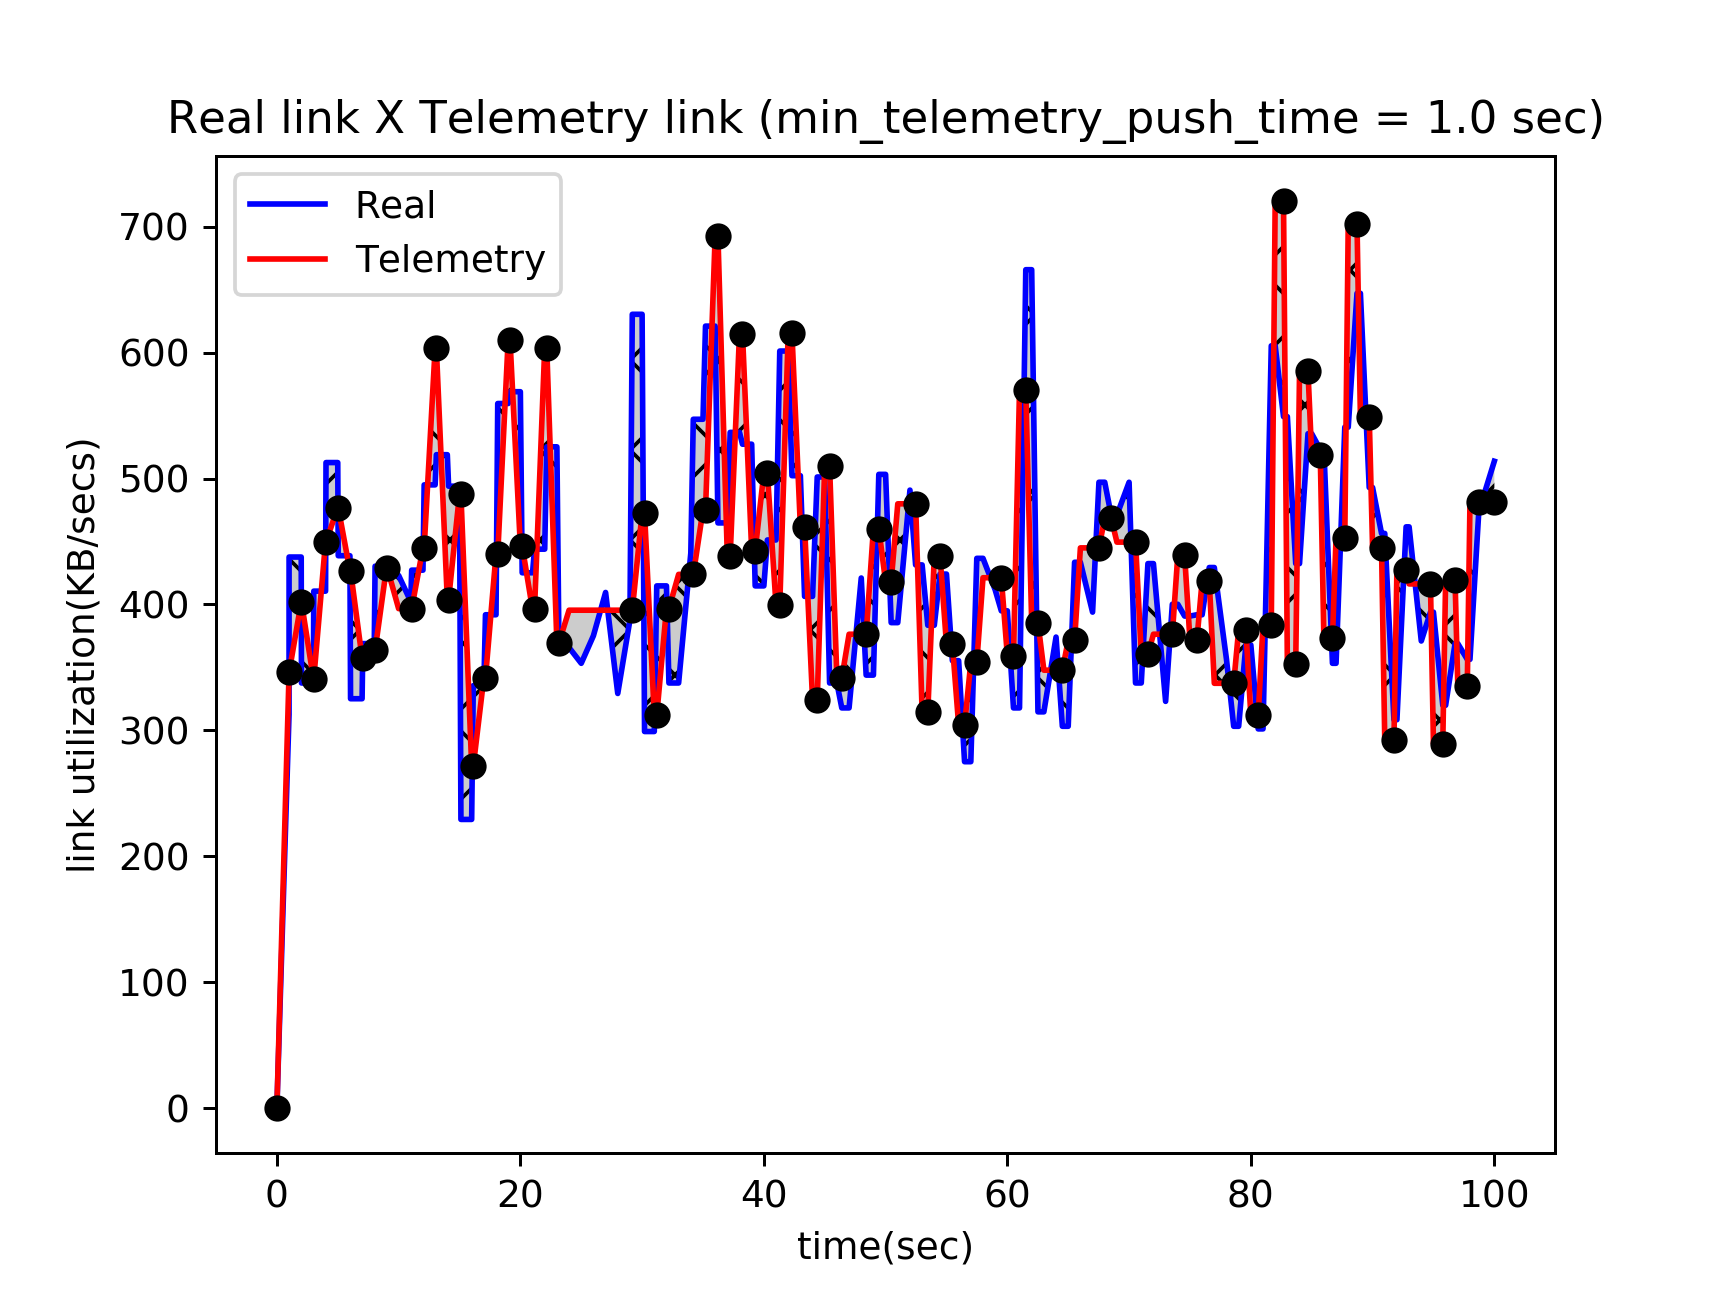 Real link X Telemetry link (min_telemetry_push_time = 1.0 sec)
Real
Telemetry
link utilization(KB/secs)
700
600
500
400
300
200
100
0
0 20 40 60 80 100
time(sec)